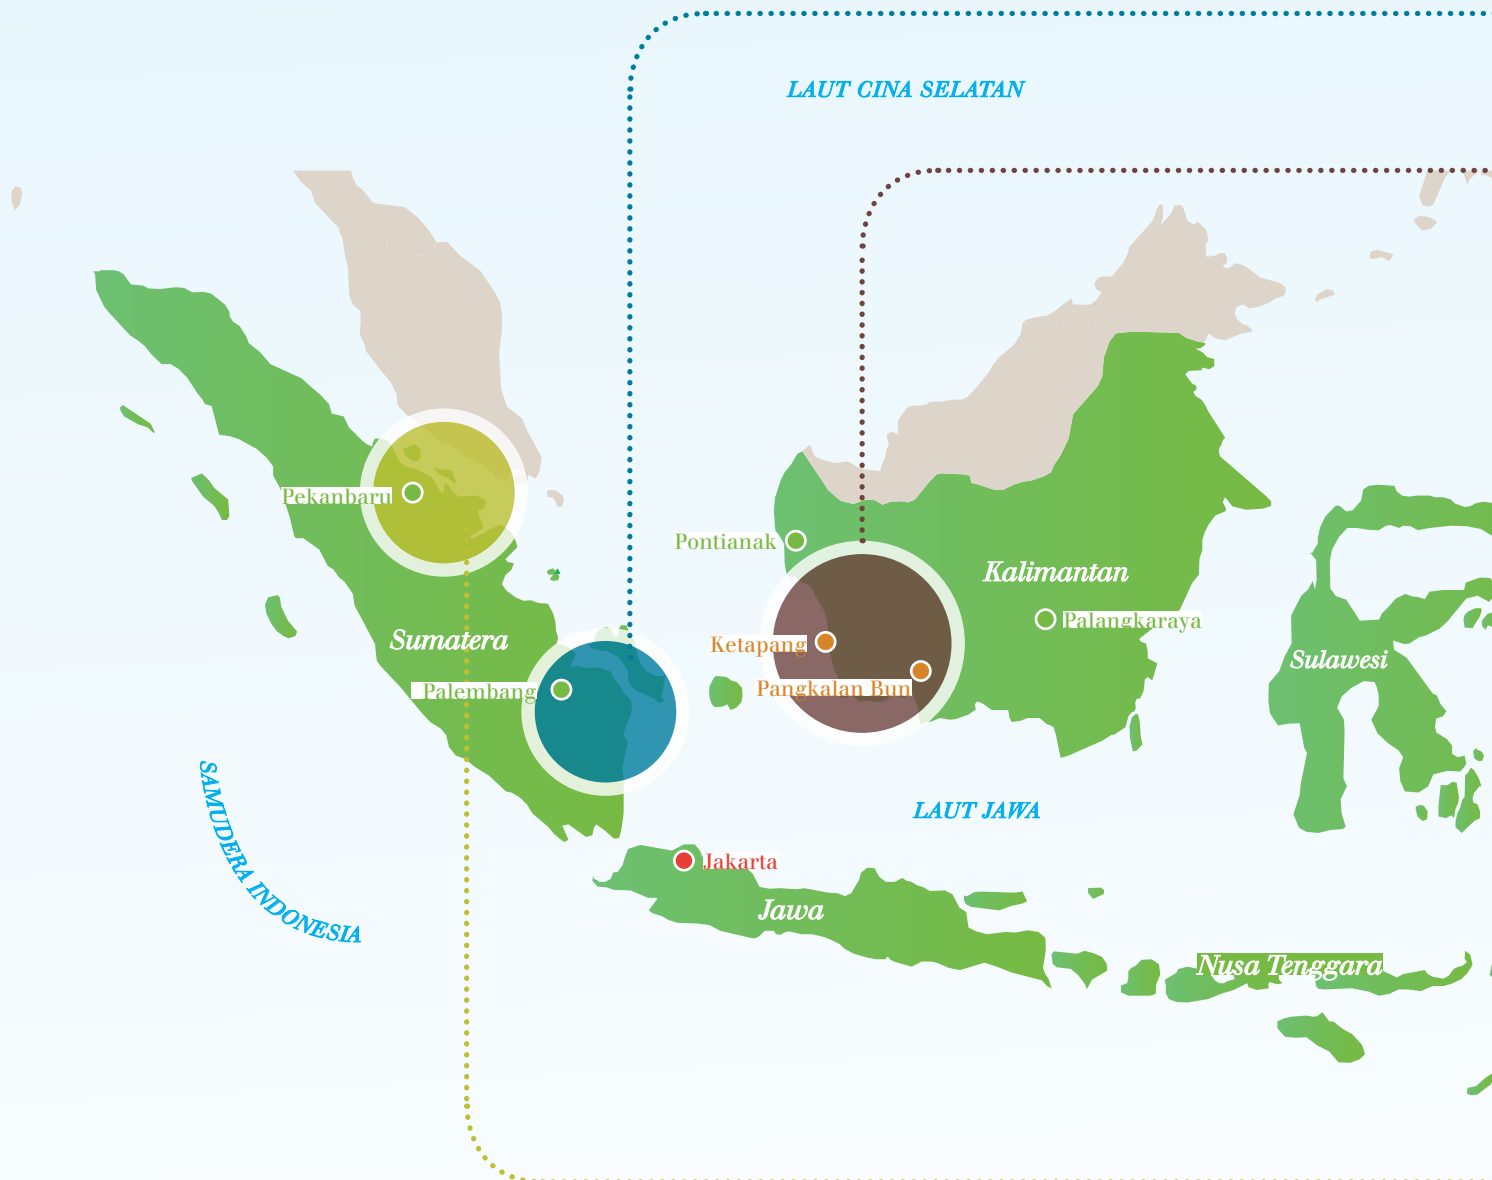 LAUT CINA SELATAN
Pekanbaru
Pontianak
Kalimantan
Palangkaraya
Sumatera
Ketapang
Sulawesi
Palembang
Pangkalan Bun
SAMUDERA INDONESIA
LAUT JAWA
Jakarta
Jawa
Nusa Tenggara